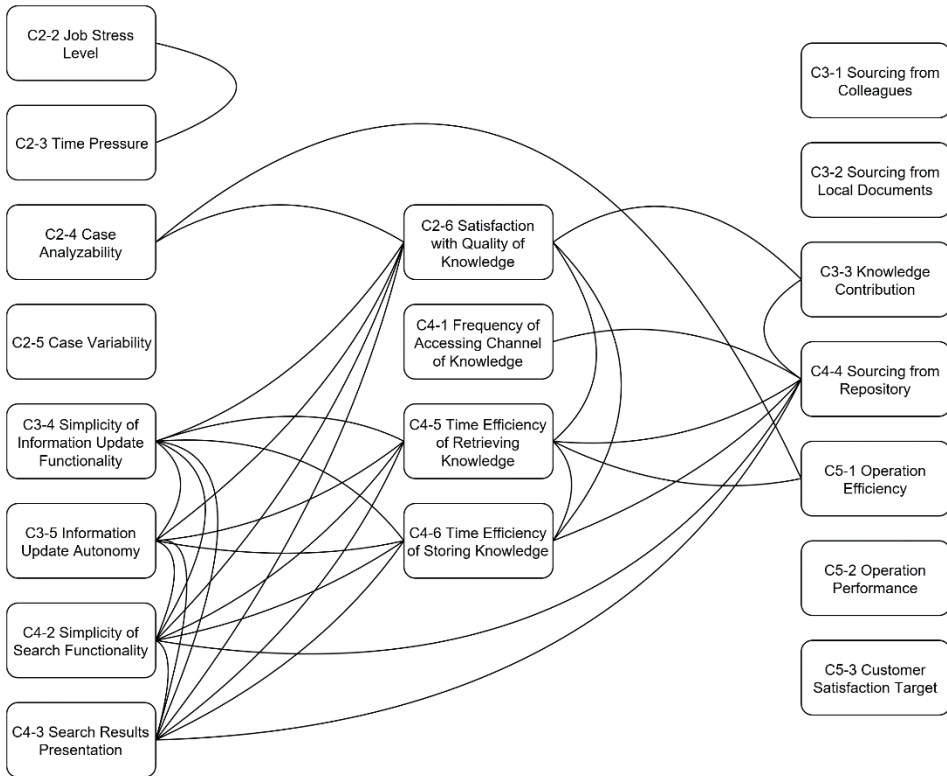 C2-2 Job Stress
Level
C2-3 Time Pressure
C2-4 Case
Analyzability
C2-5 Case Variability
C3-4 Simplicity of
Information Update
Functionality
C3-5 Information
Update Autonomy
C4-2 Simplicity of
Search Functionality
C4-3 Search Results
Presentation
C2-6 Satisfaction
with Quality of
Knowledge
C4-1 Frequency of
Accessing Channel
of Knowledge
C4-5 Time Efficiency
of Retrieving
Knowledge
C4-6 Time Efficiency
of Storing Knowledge
C3-1 Sourcing from
Colleagues
C3-2 Sourcing from
Local Documents
C3-3 Knowledge
Contribution
C4-4 Sourcing from
Repository
C5-1 Operation
Efficiency
C5-2 Operation
Performance
C5-3 Customer
Satisfaction Target